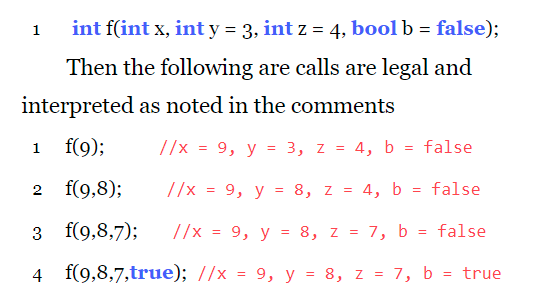 1 int f(int x, int y = 3, int z = 4, bool b = false);
Then the following are calls are legal and
interpreted as noted in the comments
1 f(9); //x = 9, y = 3, z = 4, b = false
2 f(9,8); //x = 9, y = 8, z = 4, b = false
3 f(9,8,7); //x = 9, y = 8, z = 7, b = false
4 f(9,8,7,true); //x = 9, y = 8, z = 7, b = true